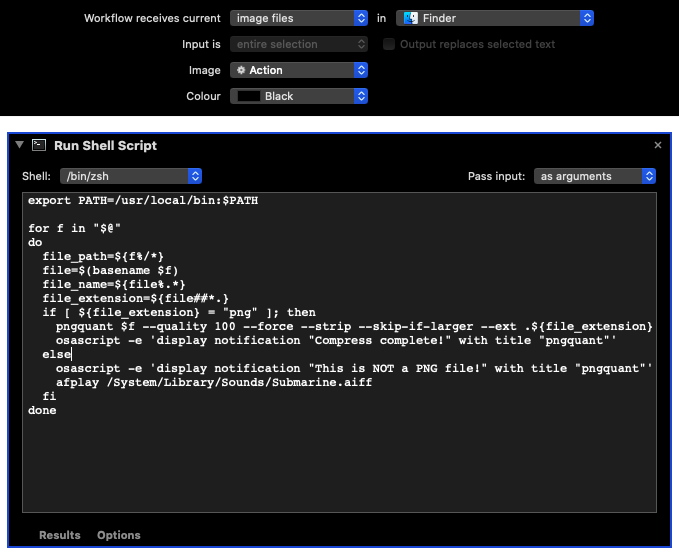 Workflow receives current image files in Finder
Input is entire selection Output replaces selected text
Image Action
Colour Black
Run Shell Script
Shell: /bin/zsh Pass input: as arguments
export PATH=/usr/local/bin:$PATH
for f in "$@"
do
file_path=${f%/*}
file=$(basename $f)
file_name=${file%.*}
file_extension=${file##*.}
if [ ${file_extension} = "png" ]; then
pngquant $f --quality 100 --force --strip --skip-if-larger --ext .${file_extension}
osascript -e 'display notification "Compress complete!" with title "pngquant"'
else
osascript -e 'display notification "This is NOT a PNG file!" with title "pngquant"'
afplay /System/Library/Sounds/Submarine.aiff
fi
done
Results Options